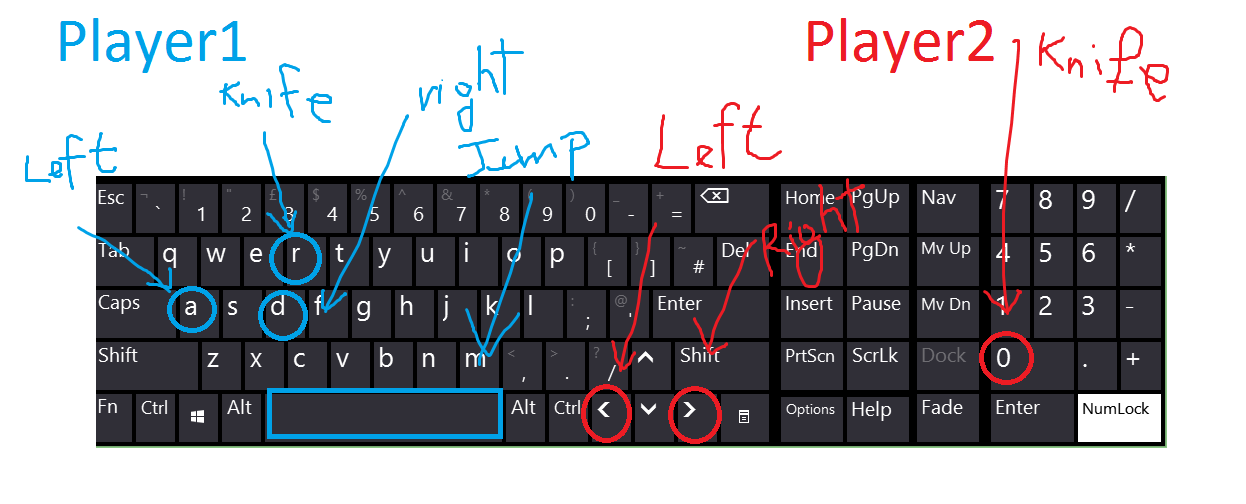 Player1
Player2
Knife
right
Knife
Left
Jump
Left
Right
Esc ¬ ` ! 1 " 2 £ 3 $ 4 % 5 ^ 6 & 7 * 8 ( 9 ) 0 _ - + = Home PgUp Nav 7 8 9 /
Tab q w e r t y u i o p { [ } ] ~ # Del End PgDn Mv Up 4 5 6 *
Caps a s d f g h j k l : ; @ ' Enter Insert Pause Mv Dn 1 2 3 -
Shift z x c v b n m < , > . ? / ^ Shift PrtScn ScrLk Dock 0 . +
Fn Ctrl Alt Alt Ctrl < v > Options Help Fade Enter NumLock